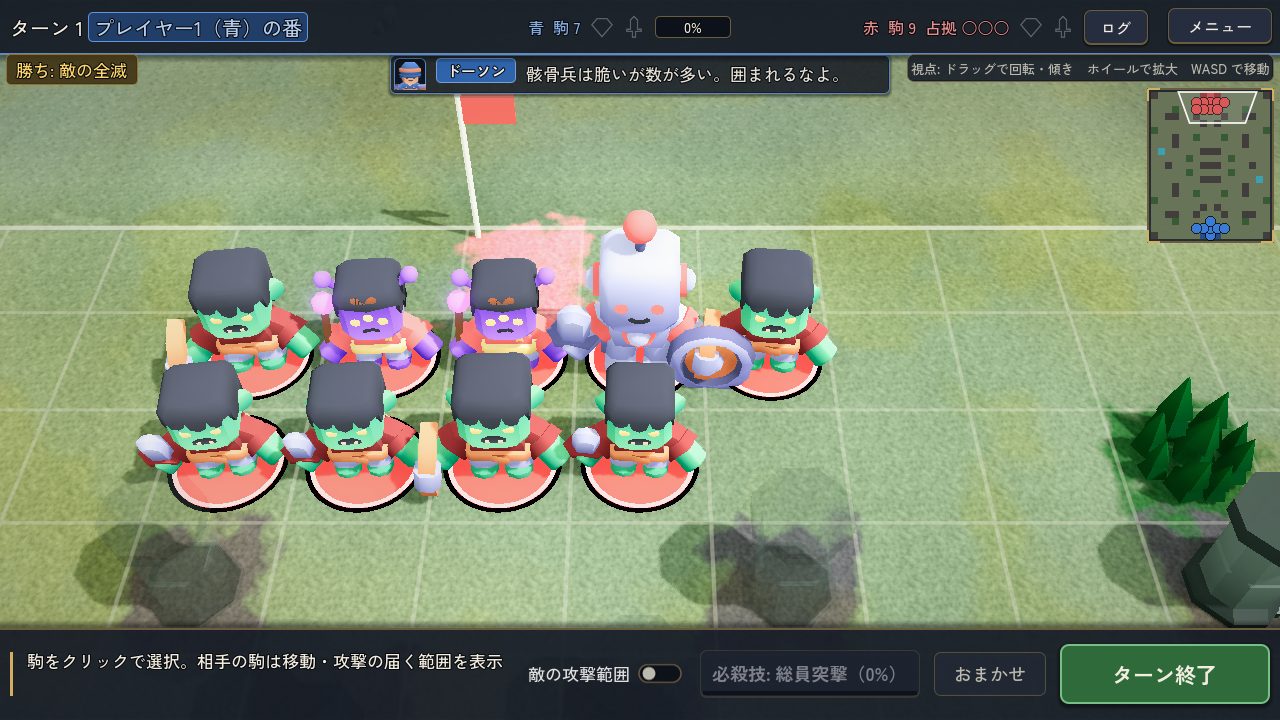 ターン 1 プレイヤー1（青）の番
青 駒 7
0%
赤 駒 9 占拠 〇〇〇
ログ
メニュー
勝ち: 敵の全滅
ドーソン
骸骨兵は脆いが数が多い。囲まれるなよ。
視点: ドラッグで回転・傾き ホイールで拡大 WASD で移動
駒をクリックで選択。相手の駒は移動・攻撃の届く範囲を表示
敵の攻撃範囲
必殺技: 総員突撃（0%）
おまかせ
ターン終了